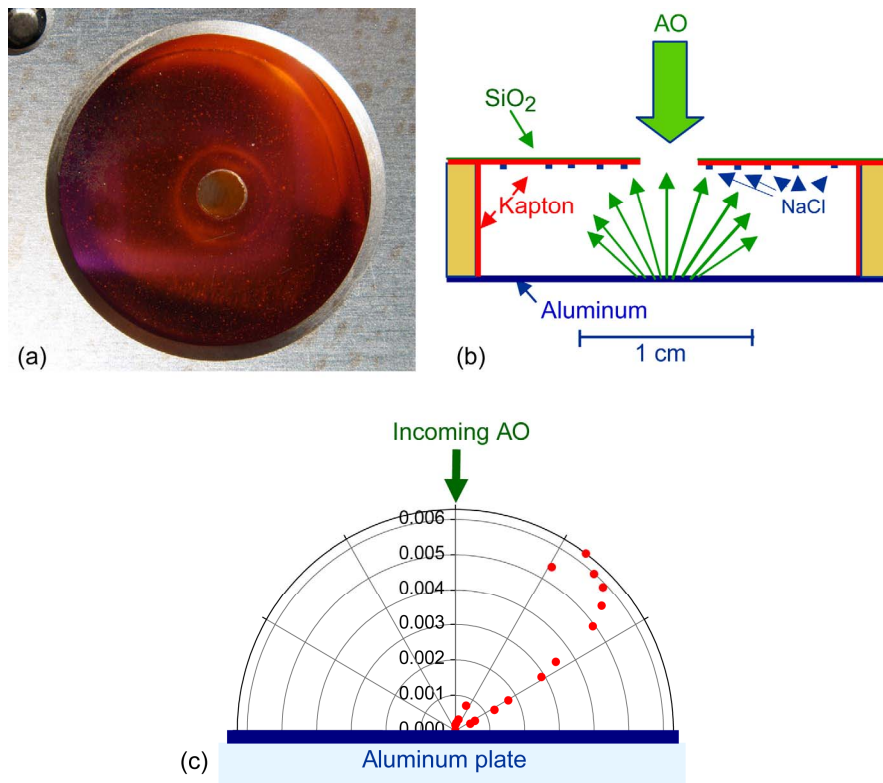 AO
SiO2
Kapton
NaCl
Aluminum
(a)
(b)
1 cm
Incoming AO
0.006
0.005
0.004
0.003
0.002
0.001
0.000
(c)
Aluminum plate